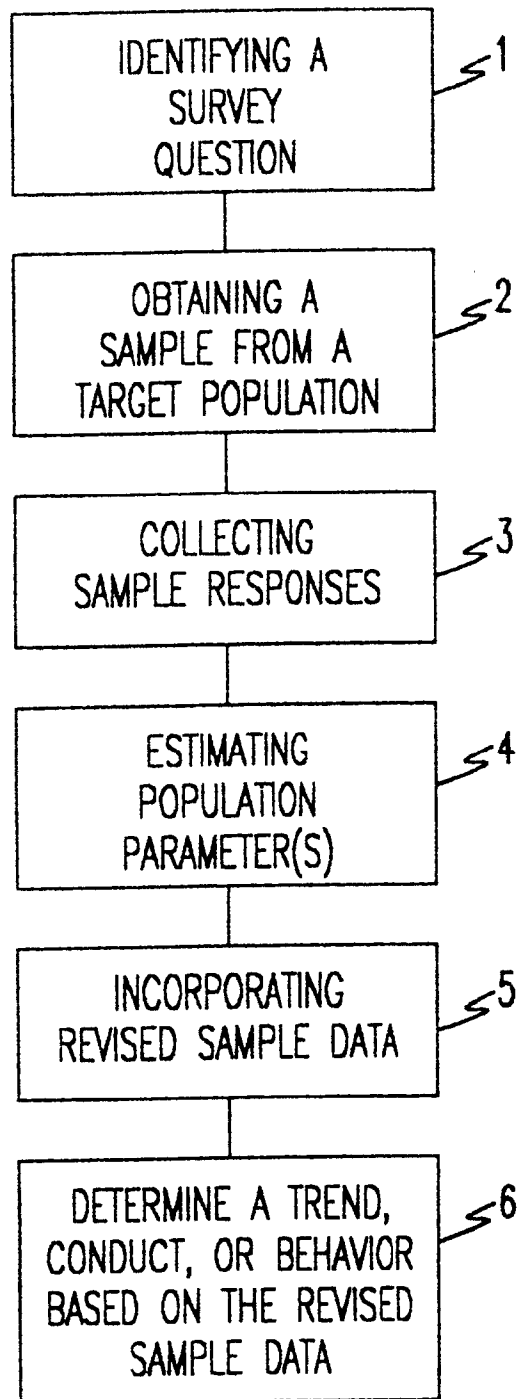 IDENTIFYING A
SURVEY
QUESTION
1
OBTAINING A
SAMPLE FROM A
TARGET POPULATION
2
COLLECTING
SAMPLE RESPONSES
3
ESTIMATING
POPULATION
PARAMETER(S)
4
INCORPORATING
REVISED SAMPLE DATA
5
DETERMINE A TREND,
CONDUCT, OR BEHAVIOR
BASED ON THE REVISED
SAMPLE DATA
6